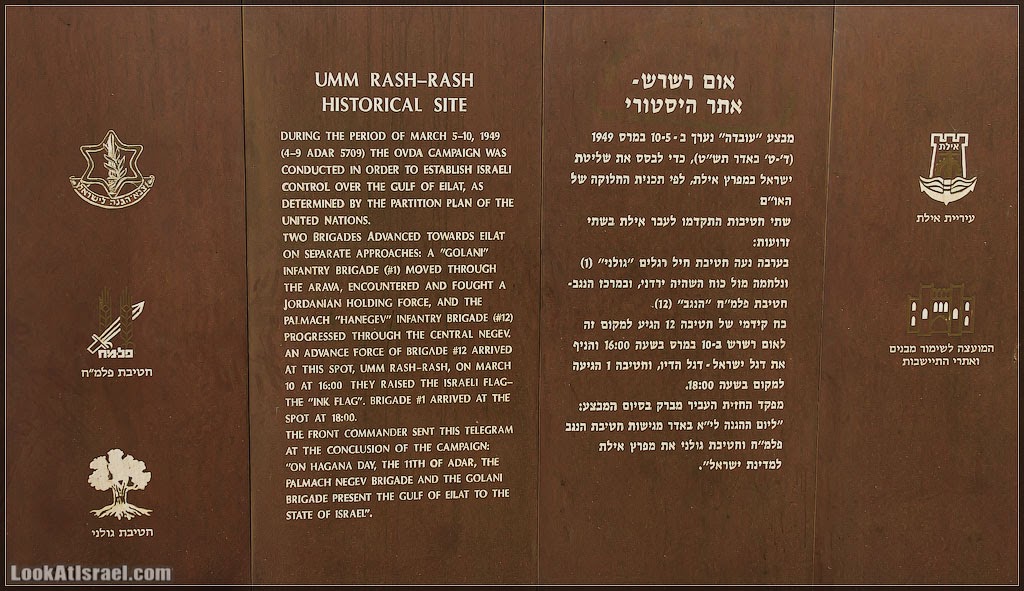 צבא הגנה לישראל
פלמ״ח
חטיבת פלמ״ח
חטיבת גולני
UMM RASH–RASH
HISTORICAL SITE
DURING THE PERIOD OF MARCH 5–10, 1949
(4–9 ADAR 5709) THE OVDA CAMPAIGN WAS
CONDUCTED IN ORDER TO ESTABLISH ISRAELI
CONTROL OVER THE GULF OF EILAT, AS
DETERMINED BY THE PARTITION PLAN OF THE
UNITED NATIONS.
TWO BRIGADES ADVANCED TOWARDS EILAT
ON SEPARATE APPROACHES: A "GOLANI"
INFANTRY BRIGADE (#1) MOVED THROUGH
THE ARAVA, ENCOUNTERED AND FOUGHT A
JORDANIAN HOLDING FORCE, AND THE
PALMACH "HANEGEV" INFANTRY BRIGADE (#12)
PROGRESSED THROUGH THE CENTRAL NEGEV.
AN ADVANCE FORCE OF BRIGADE #12 ARRIVED
AT THIS SPOT, UMM RASH–RASH, ON MARCH
10 AT 16:00 THEY RAISED THE ISRAELI FLAG–
THE "INK FLAG". BRIGADE #1 ARRIVED AT THE
SPOT AT 18:00.
THE FRONT COMMANDER SENT THIS TELEGRAM
AT THE CONCLUSION OF THE CAMPAIGN:
"ON HAGANA DAY, THE 11TH OF ADAR, THE
PALMACH NEGEV BRIGADE AND THE GOLANI
BRIGADE PRESENT THE GULF OF EILAT TO THE
STATE OF ISRAEL".
אום רשרש-
אתר היסטורי
מבצע "עובדה" נערך ב - 10-5 במרס 1949
(ד'-ט' באדר תש"ט), כדי לבסס את שליטת
ישראל במפרץ אילת, לפי תכנית החלוקה של
האו"ם
שתי חטיבות התקדמו לעבר אילת בשתי
זרועות:
בערבה נעה חטיבת חיל רגלים "גולני" (1)
ונלחמה מול כוח השהיה ירדני, ובמרכז הנגב-
חטיבת פלמ"ח "הנגב" (12).
כח קידמי של חטיבה 12 הגיע למקום זה
לאום רשרש ב-10 במרס בשעה 16:00 והניף
את דגל ישראל - דגל הדיו, וחטיבה 1 הגיעה
למקום בשעה 18:00.
מפקד החזית העביר מברק בסיום המבצע:
"ליום ההגנה לי"א באדר מגישות חטיבת הנגב
פלמ"ח וחטיבת גולני את מפרץ אילת
למדינת ישראל".
אילת
עיריית אילת
המועצה לשימור מבנים
ואתרי התיישבות
LookAtIsrael.com